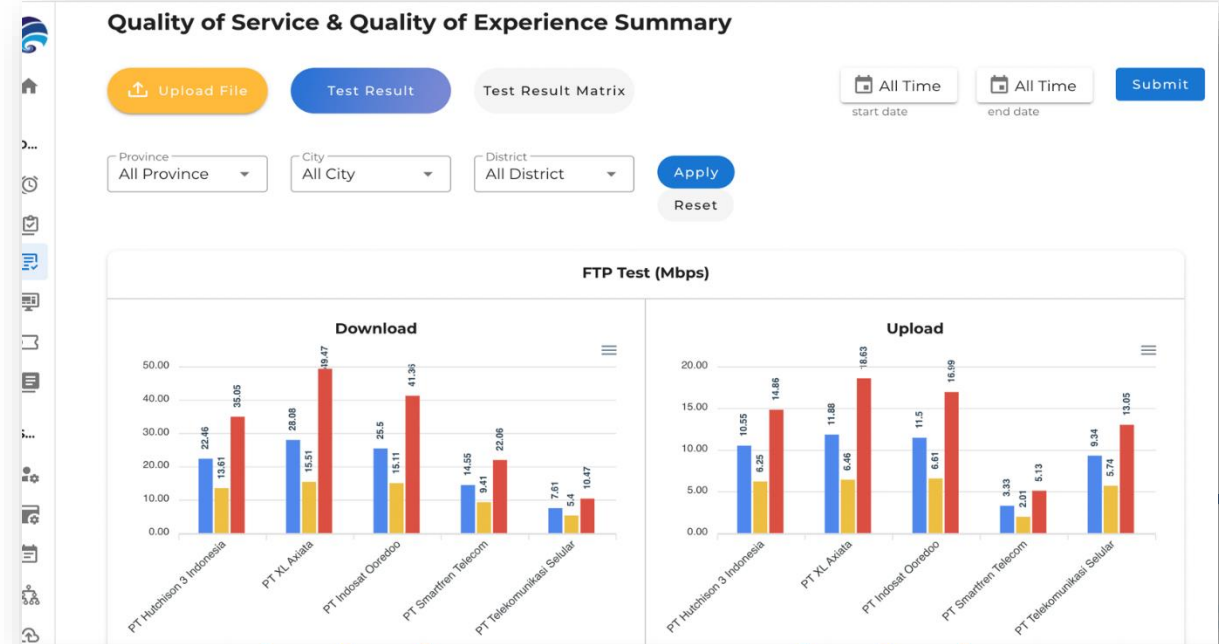 Quality of Service & Quality of Experience Summary
Upload File
Test Result
Test Result Matrix
All Time
start date
All Time
end date
Submit
Province
All Province
City
All City
District
All District
Apply
Reset
FTP Test (Mbps)
Download
50.00
40.00
30.00
20.00
10.00
0.00
22.46
13.61
35.05
28.08
15.51
49.47
25.5
15.11
41.36
14.55
9.41
22.06
7.61
5.4
10.47
PT Hutchison 3 Indonesia
PT XL Axiata
PT Indosat Ooredoo
PT Smartfren Telecom
PT Telekomunikasi Selular
Upload
20.00
15.00
10.00
5.00
0.00
10.55
6.25
14.86
11.88
6.46
18.63
11.5
6.61
16.99
3.33
2.01
5.13
9.34
5.74
13.05
PT Hutchison 3 Indonesia
PT XL Axiata
PT Indosat Ooredoo
PT Smartfren Telecom
PT Telekomunikasi Selular